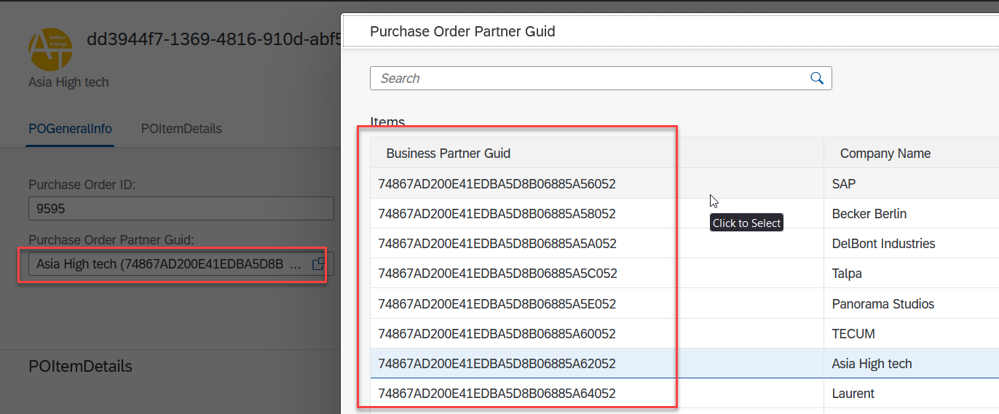 dd3944f7-1369-4816-910d-abf5
Asia High tech
POGeneralInfo POItemDetails
Purchase Order ID:
9595
Purchase Order Partner Guid:
Asia High tech (74867AD200E41EDBA5D8B ...
POItemDetails
Purchase Order Partner Guid
Search
Items
Business Partner Guid Company Name
74867AD200E41EDBA5D8B06885A56052 SAP
74867AD200E41EDBA5D8B06885A58052 Becker Berlin
Click to Select
74867AD200E41EDBA5D8B06885A5A052 DelBont Industries
74867AD200E41EDBA5D8B06885A5C052 Talpa
74867AD200E41EDBA5D8B06885A5E052 Panorama Studios
74867AD200E41EDBA5D8B06885A60052 TECUM
74867AD200E41EDBA5D8B06885A62052 Asia High tech
74867AD200E41EDBA5D8B06885A64052 Laurent